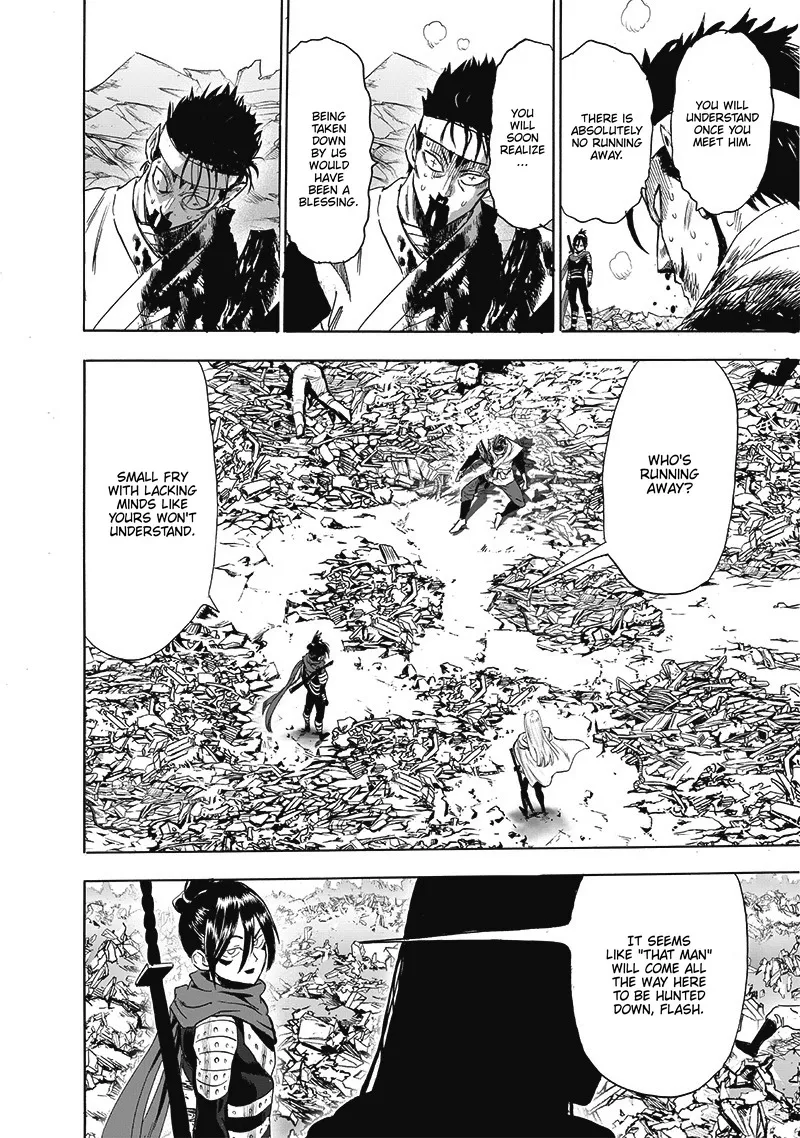 YOU WILL
UNDERSTAND
ONCE YOU
MEET HIM.
THERE IS
ABSOLUTELY
NO RUNNING
AWAY.
YOU
WILL
SOON
REALIZE
...
BEING
TAKEN
DOWN
BY US
WOULD
HAVE
BEEN A
BLESSING.
WHO'S
RUNNING
AWAY?
SMALL FRY
WITH LACKING
MINDS LIKE
YOURS WON'T
UNDERSTAND.
IT SEEMS
LIKE "THAT MAN"
WILL COME ALL
THE WAY HERE
TO BE HUNTED
DOWN, FLASH.